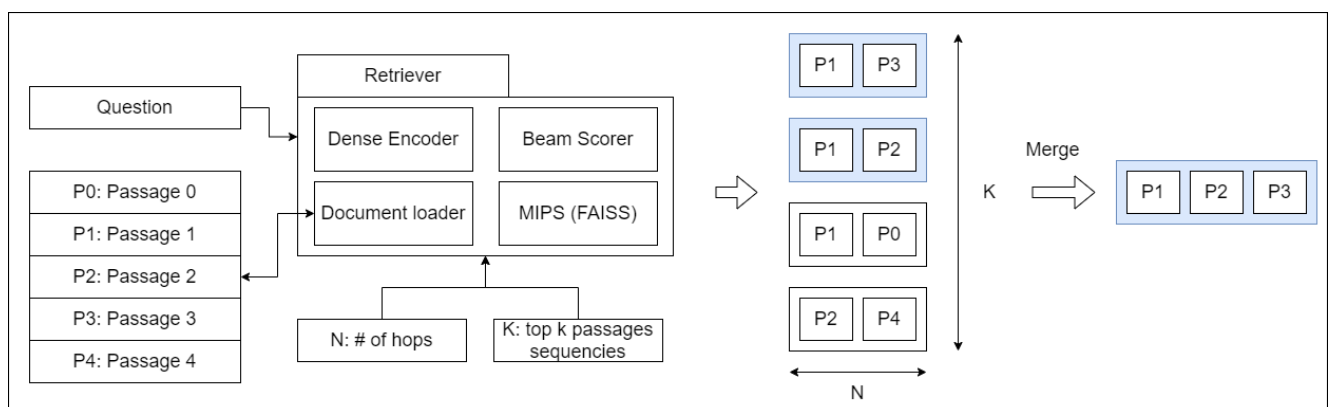 Question
P0: Passage 0
P1: Passage 1
P2: Passage 2
P3: Passage 3
P4: Passage 4
Retriever
Dense Encoder
Beam Scorer
Document loader
MIPS (FAISS)
N: # of hops
K: top k passages
sequencies
P1 P3
P1 P2
P1 P0
P2 P4
N
K
Merge
P1 P2 P3